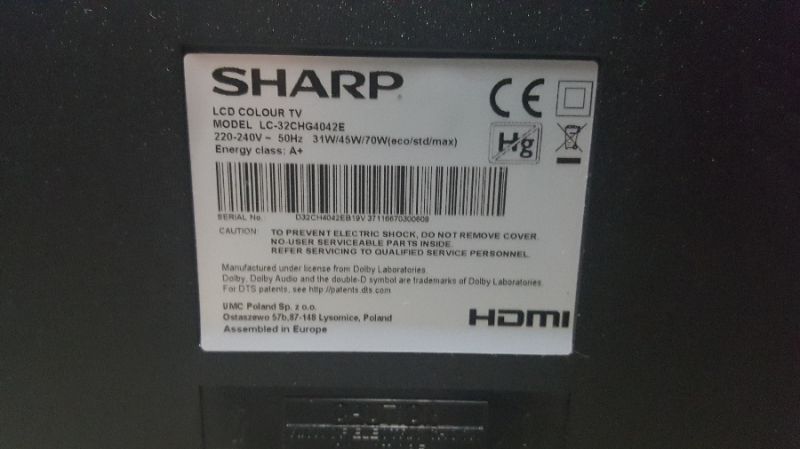 SHARP
LCD COLOUR TV
MODEL LC-32CHG4042E
220-240V ~ 50Hz 31W/45W/70W(eco/std/max)
Energy class: A+
CE
Hg
SERIAL No. D32CH4042EB19V 37116670300609
CAUTION: TO PREVENT ELECTRIC SHOCK, DO NOT REMOVE COVER.
NO-USER SERVICEABLE PARTS INSIDE.
REFER SERVICING TO QUALIFIED SERVICE PERSONNEL.
Manufactured under license from Dolby Laboratories.
Dolby, Dolby Audio and the double-D symbol are trademarks of Dolby Laboratories.
For DTS patents, see http://patents.dts.com
UMC Poland Sp. z o.o.
Ostaszewo 57b,87-148 Lysomice, Poland
Assembled in Europe
HDMI